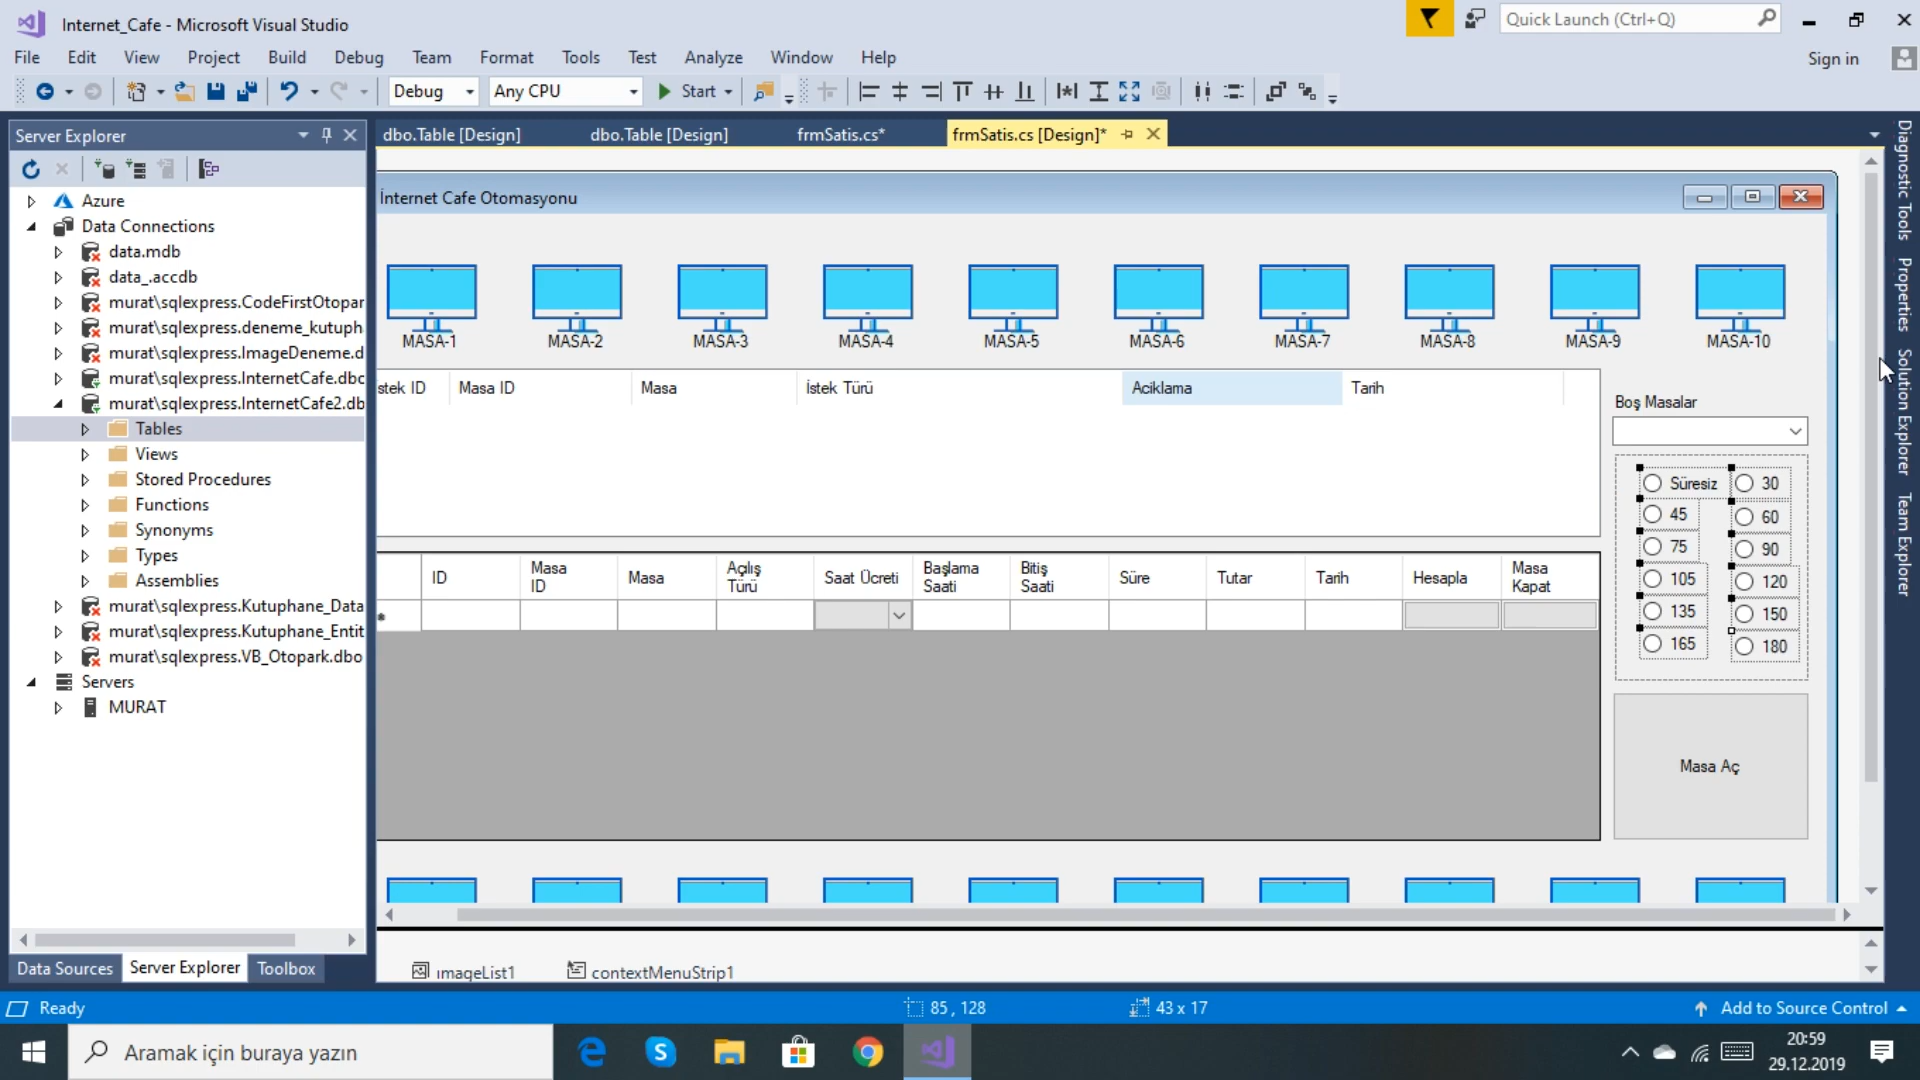 Internet_Cafe - Microsoft Visual Studio
Quick Launch (Ctrl+Q)
File Edit View Project Build Debug Team Format Tools Test Analyze Window Help
Sign in
Debug Any CPU Start
Server Explorer
dbo.Table [Design] dbo.Table [Design] frmSatis.cs* frmSatis.cs [Design]*
Azure
Data Connections
data.mdb
data_.accdb
murat\sqlexpress.CodeFirstOtopar
murat\sqlexpress.deneme_kutuph
murat\sqlexpress.ImageDeneme.d
murat\sqlexpress.InternetCafe.dbc
murat\sqlexpress.InternetCafe2.db
Tables
Views
Stored Procedures
Functions
Synonyms
Types
Assemblies
murat\sqlexpress.Kutuphane_Data
murat\sqlexpress.Kutuphane_Entit
murat\sqlexpress.VB_Otopark.dbo
Servers
MURAT
Data Sources Server Explorer Toolbox
İnternet Cafe Otomasyonu
MASA-1 MASA-2 MASA-3 MASA-4 MASA-5 MASA-6 MASA-7 MASA-8 MASA-9 MASA-10
stek ID Masa ID Masa İstek Türü Aciklama Tarih
Boş Masalar
Süresiz 30
45 60
75 90
105 120
135 150
165 180
Masa Aç
ID Masa ID Masa Açılış Türü Saat Ücreti Başlama Saati Bitiş Saati Süre Tutar Tarih Hesapla Masa Kapat
*
imageList1 contextMenuStrip1
Diagnostic Tools
Properties
Solution Explorer
Team Explorer
Ready 85 , 128 43 x 17 Add to Source Control
Aramak için buraya yazın
20:59
29.12.2019